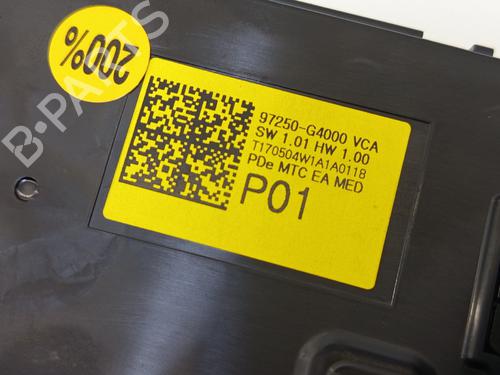 200%
97250-G4000 VCA
SW 1.01 HW 1.00
T170504W1A1A0118
PDe MTC EA MED
P01
B-PARTS